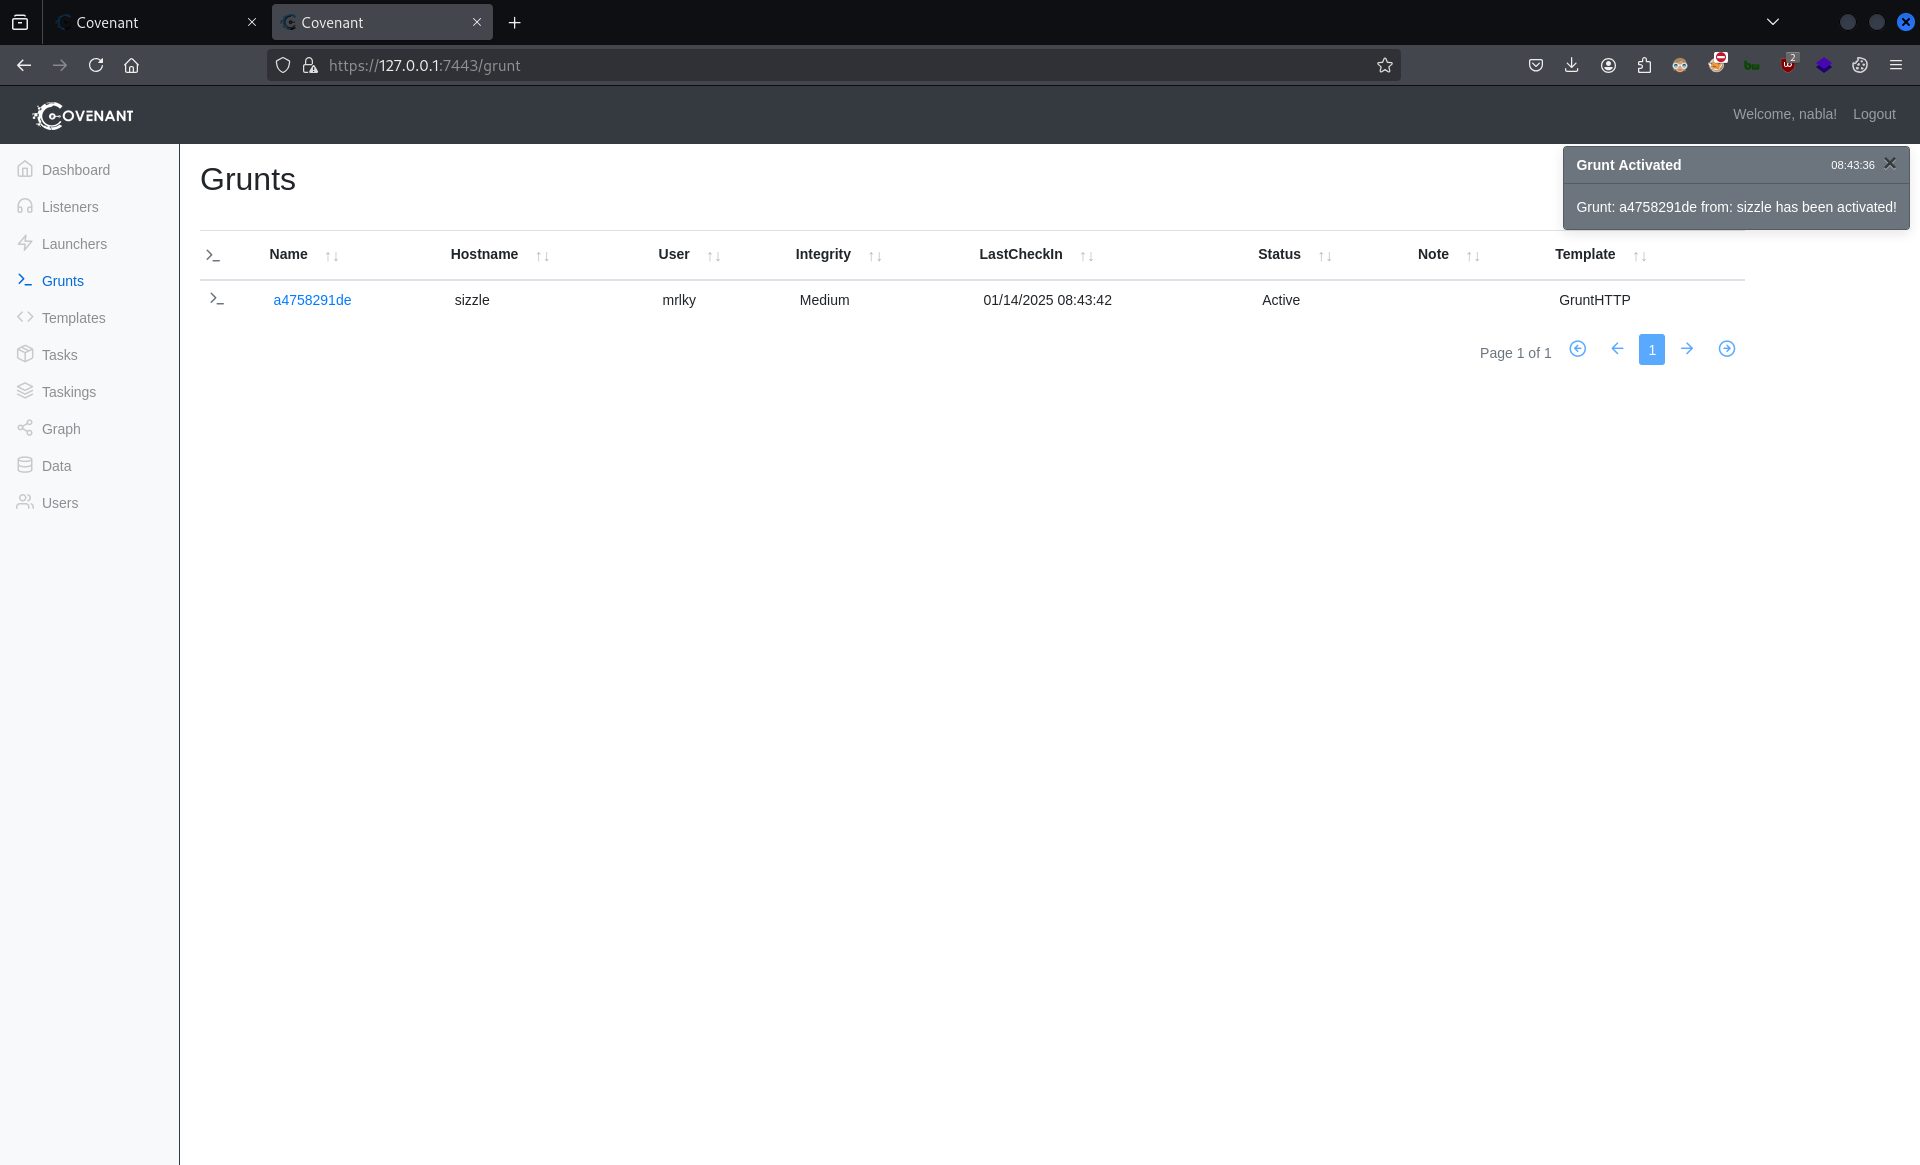 Covenant
Covenant
https://127.0.0.1:7443/grunt
2
COVENANT
Welcome, nabla! Logout
Dashboard
Listeners
Launchers
Grunts
Templates
Tasks
Taskings
Graph
Data
Users
Grunts
Grunt Activated 08:43:36
Grunt: a4758291de from: sizzle has been activated!
Name ↑↓ Hostname ↑↓ User ↑↓ Integrity ↑↓ LastCheckIn ↑↓ Status ↑↓ Note ↑↓ Template ↑↓
a4758291de sizzle mrlky Medium 01/14/2025 08:43:42 Active GruntHTTP
Page 1 of 1 1